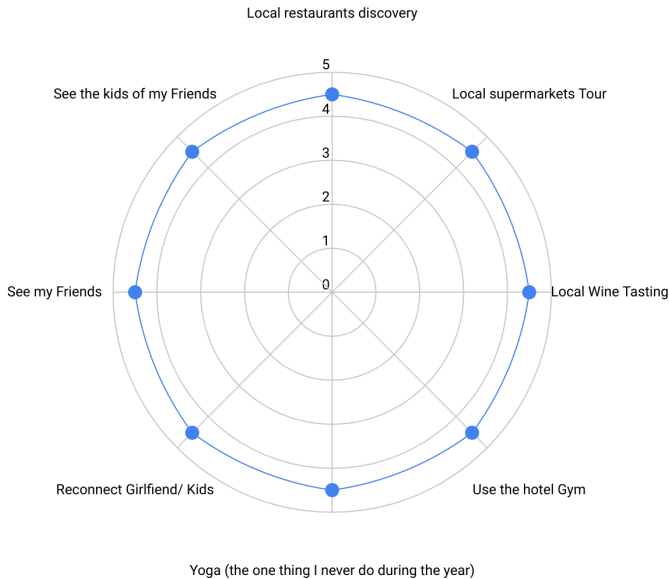 Local restaurants discovery
5
See the kids of my Friends
Local supermarkets Tour
4
3
2
1
0
See my Friends
Local Wine Tasting
Reconnect Girlfiend/ Kids
Use the hotel Gym
Yoga (the one thing I never do during the year)